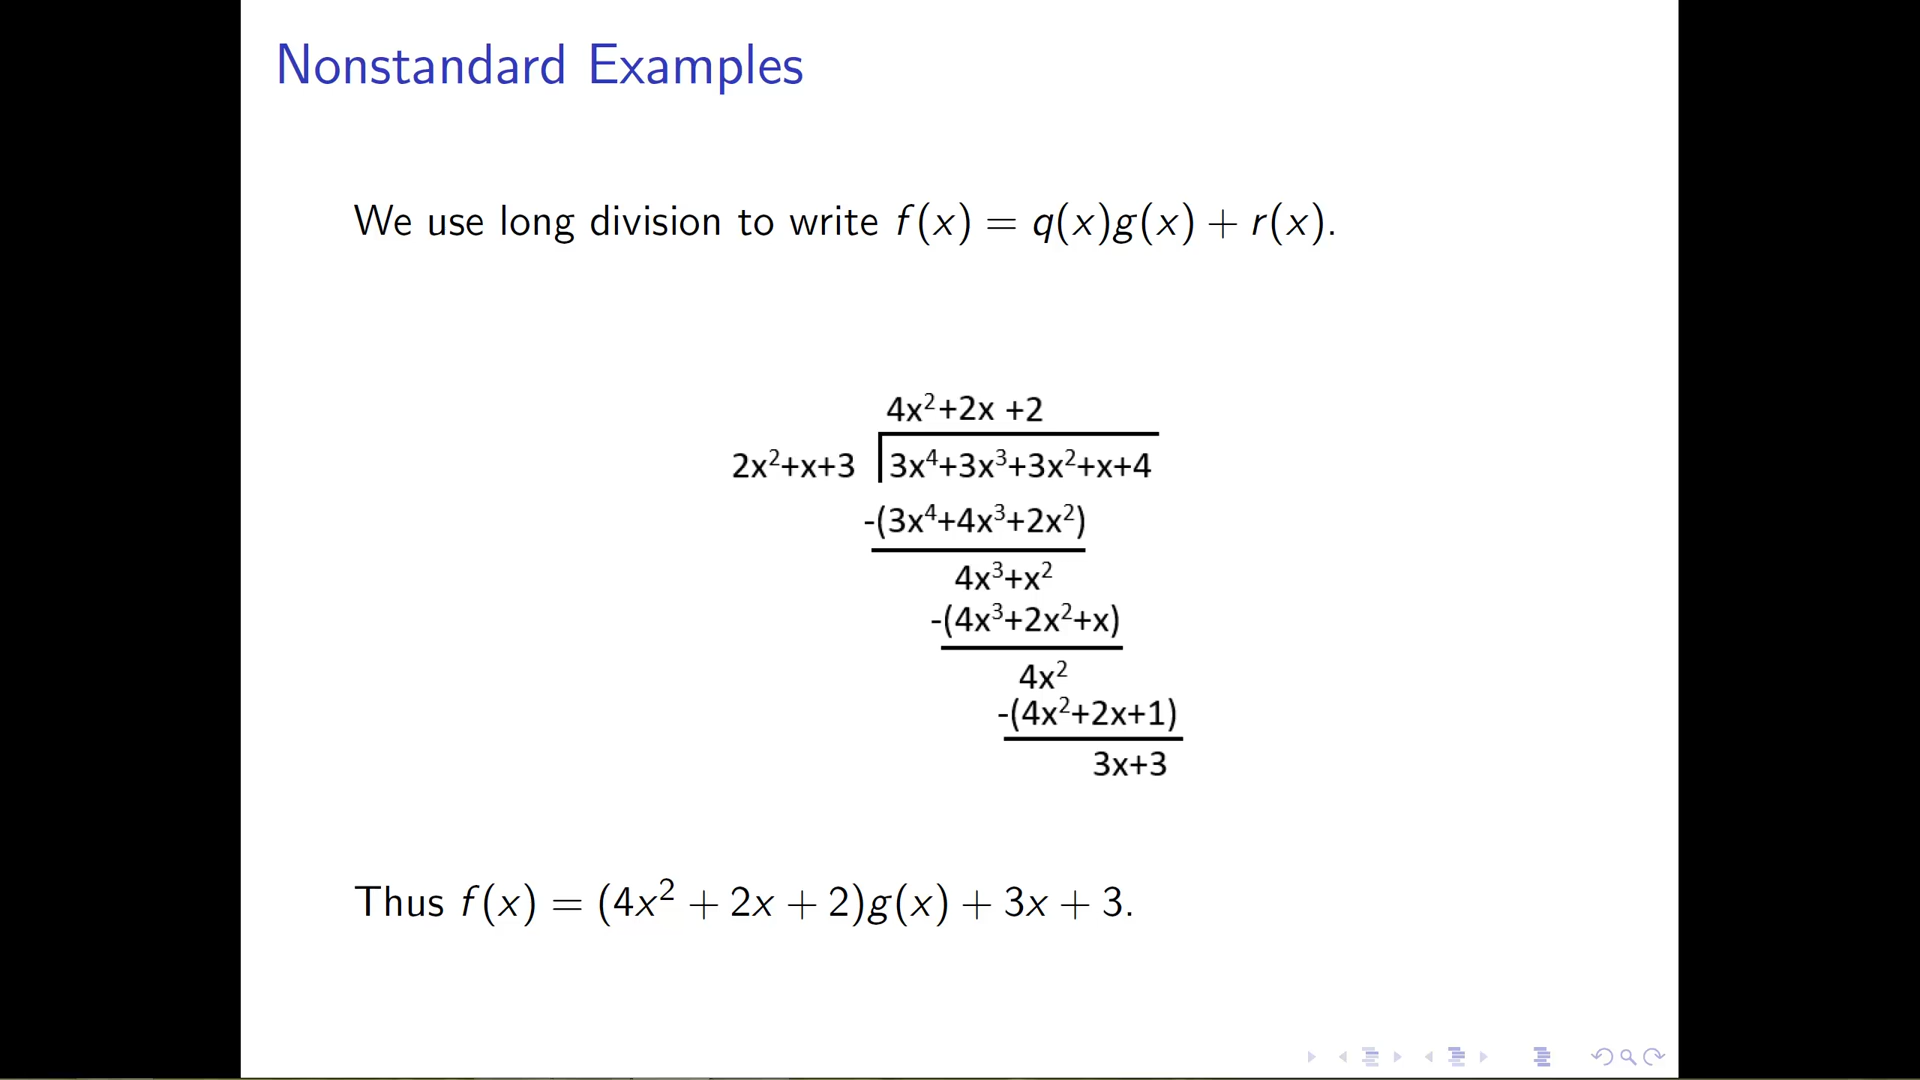 Nonstandard Examples
We use long division to write f(x) = q(x)g(x) + r(x).
4x²+2x +2
2x²+x+3 3x⁴+3x³+3x²+x+4
-(3x⁴+4x³+2x²)
4x³+x²
-(4x³+2x²+x)
4x²
-(4x²+2x+1)
3x+3
Thus f(x) = (4x² + 2x + 2)g(x) + 3x + 3.